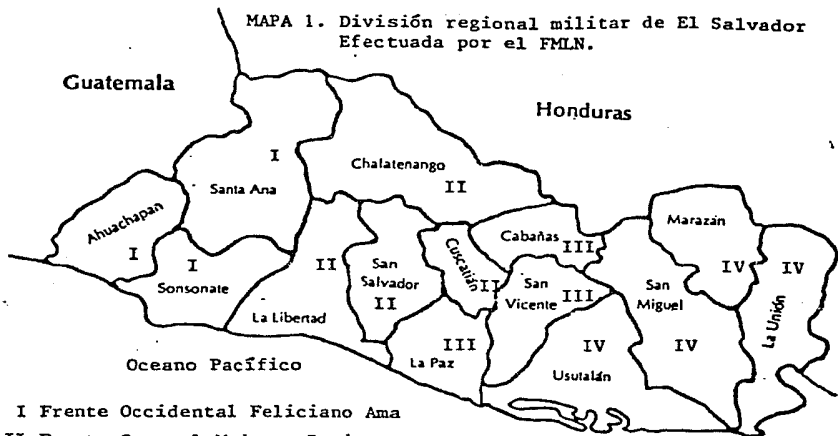 MAPA 1. División regional militar de El Salvador
Efectuada por el FMLN.
Guatemala
Honduras
I
Chalatenango
Santa Ana
II
Ahuachapan
Cabañas
Marazán
III
I
I
II
San
Salvador
Cuscatlán
II
San
Vicente
III
San
Miguel
IV
IV
Sonsonate
II
La Libertad
III
La Paz
IV
Usutalán
IV
La Unión
Oceano Pacífico
I Frente Occidental Feliciano Ama
II